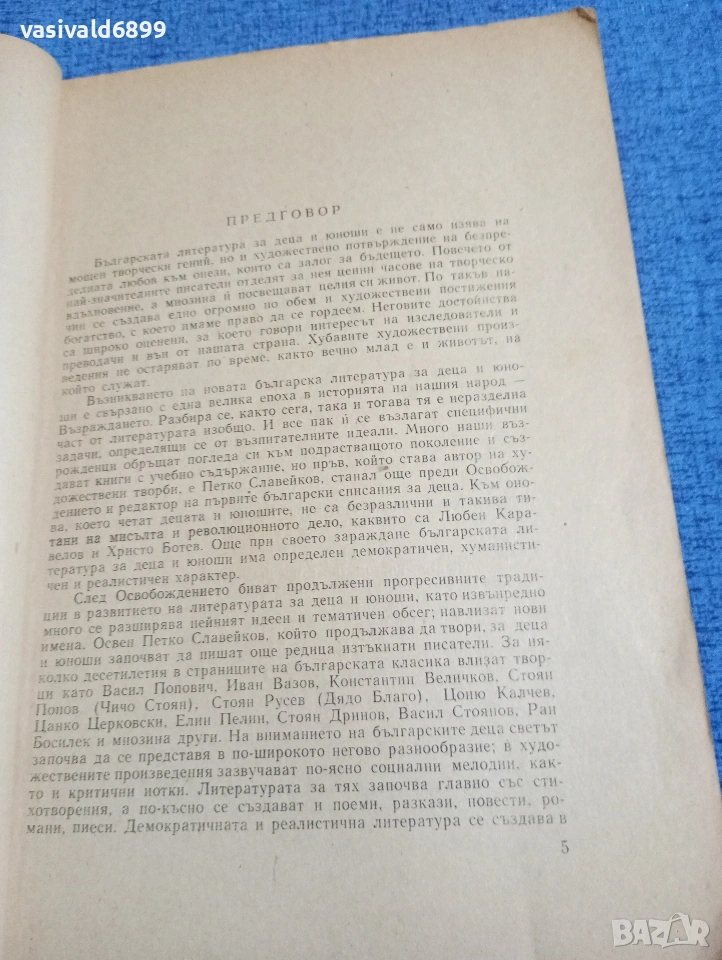 vasivald6899
ПРЕДГОВОР
Българската литература за деца и юноши е не само изява на
мощен творчески гений, но и художествено потвърждение на безпре-
делната любов към онези, които са залог за бъдещето. Повечето от
най-значителните писатели отделят за нея ценни часове на творческо
вдъхновение, а мнозина ѝ посвещават целия си живот. По такъв на-
чин се създава едно огромно по обем и художествени постижения
богатство, с което имаме право да се гордеем. Неговите достойнства
са широко оценени, за което говори интересът на изследователи и
преводачи и вън от нашата страна. Хубавите художествени произ-
ведения не остаряват по време, както вечно млад е и животът, на
който служат.
Възникването на новата българска литература за деца и юно-
ши е свързано с една велика епоха в историята на нашия народ —
Възраждането. Разбира се, както сега, така и тогава тя е неразделна
част от литературата изобщо. И все пак ѝ се възлагат специфични
задачи, определящи се от възпитателните идеали. Много наши въз-
рожденци обръщат погледа си към подрастващото поколение и съз-
дават книги с учебно съдържание, но пръв, който става автор на ху-
дожествени творби, е Петко Славейков, станал още преди Освобож-
дението и редактор на първите български списания за деца. Към оно-
ва, което четат децата и юношите, не са безразлични и такива ти-
тани на мисълта и революционното дело, каквито са Любен Кара-
велов и Христо Ботев. Още при своето зараждане българската ли-
тература за деца и юноши има определен демократичен, хуманисти-
чен и реалистичен характер.
След Освобождението биват продължени прогресивните тради-
ции в развитието на литературата за деца и юноши, като извънредно
много се разширява нейният идеен и тематичен обсег; навлизат нови
имена. Освен Петко Славейков, който продължава да твори, за деца
и юноши започват да пишат още редица изтъкнати писатели. За ня-
колко десетилетия в страниците на българската класика влизат твор-
ци като Васил Попович, Иван Вазов, Константин Величков, Стоян
Попов (Чичо Стоян), Стоян Русев (Дядо Благо), Цоню Калчев,
Цанко Церковски, Елин Пелин, Стоян Дринов, Васил Стоянов, Ран
Босилек и мнозина други. На вниманието на българските деца светът
започва да се представя в по-широкото негово разнообразие; в худо-
жествените произведения зазвучават по-ясно социални мелодии, как-
то и критични нотки. Литературата за тях започва главно със сти-
хотворения, а по-късно се създават и поеми, разкази, повести, ро-
мани, пиеси. Демократичната и реалистична литература се създава в
5
BAZAR